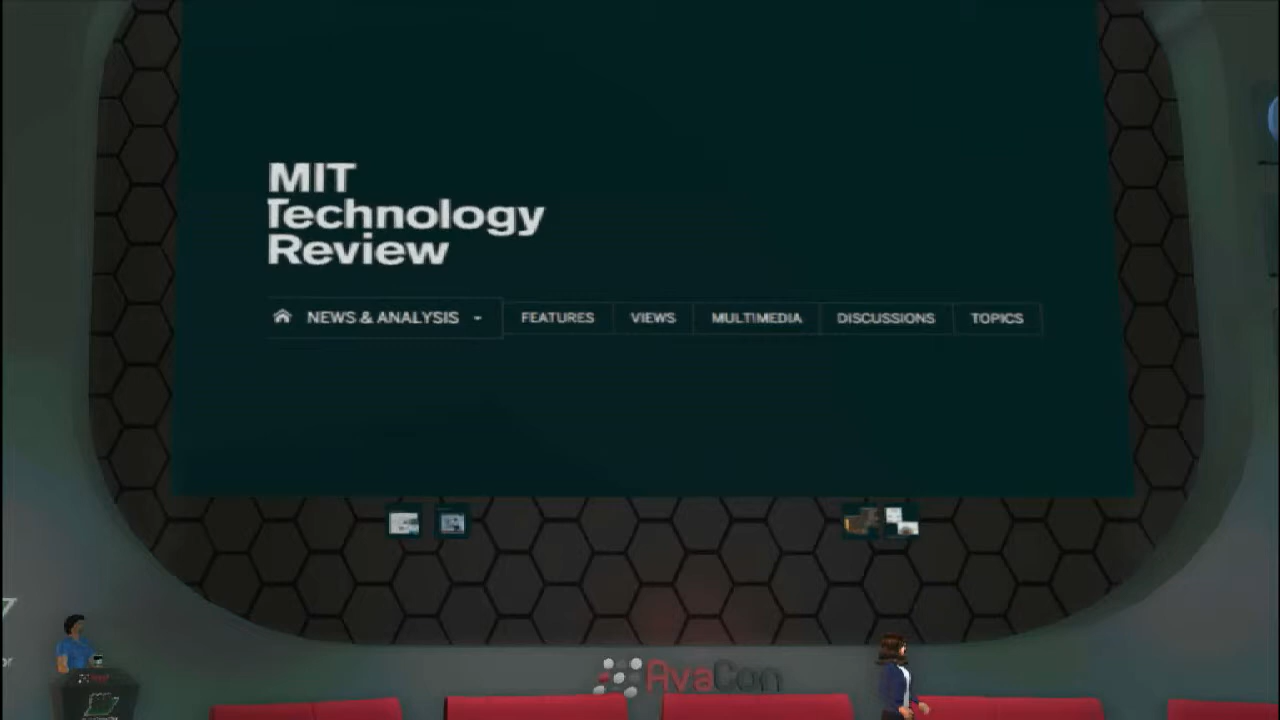 MIT
Technology
Review
NEWS & ANALYSIS
FEATURES
VIEWS
MULTIMEDIA
DISCUSSIONS
TOPICS
AvaCon